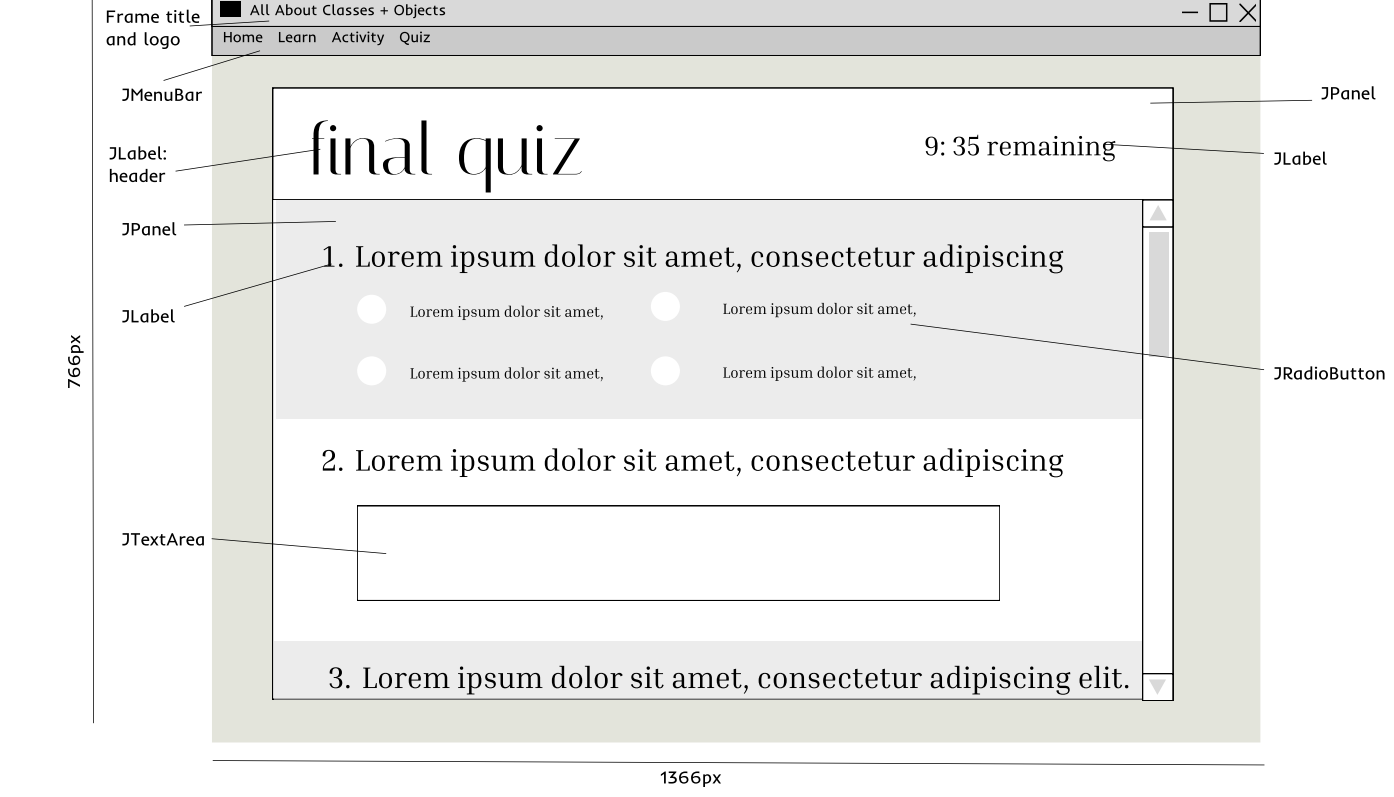 Frame title
and logo
All About Classes + Objects
Home Learn Activity Quiz
JMenuBar
JPanel
JLabel:
header
final quiz
9: 35 remaining
JLabel
JPanel
1. Lorem ipsum dolor sit amet, consectetur adipiscing
JLabel
Lorem ipsum dolor sit amet,
Lorem ipsum dolor sit amet,
Lorem ipsum dolor sit amet,
Lorem ipsum dolor sit amet,
JRadioButton
766px
2. Lorem ipsum dolor sit amet, consectetur adipiscing
JTextArea
3. Lorem ipsum dolor sit amet, consectetur adipiscing elit.
1366px